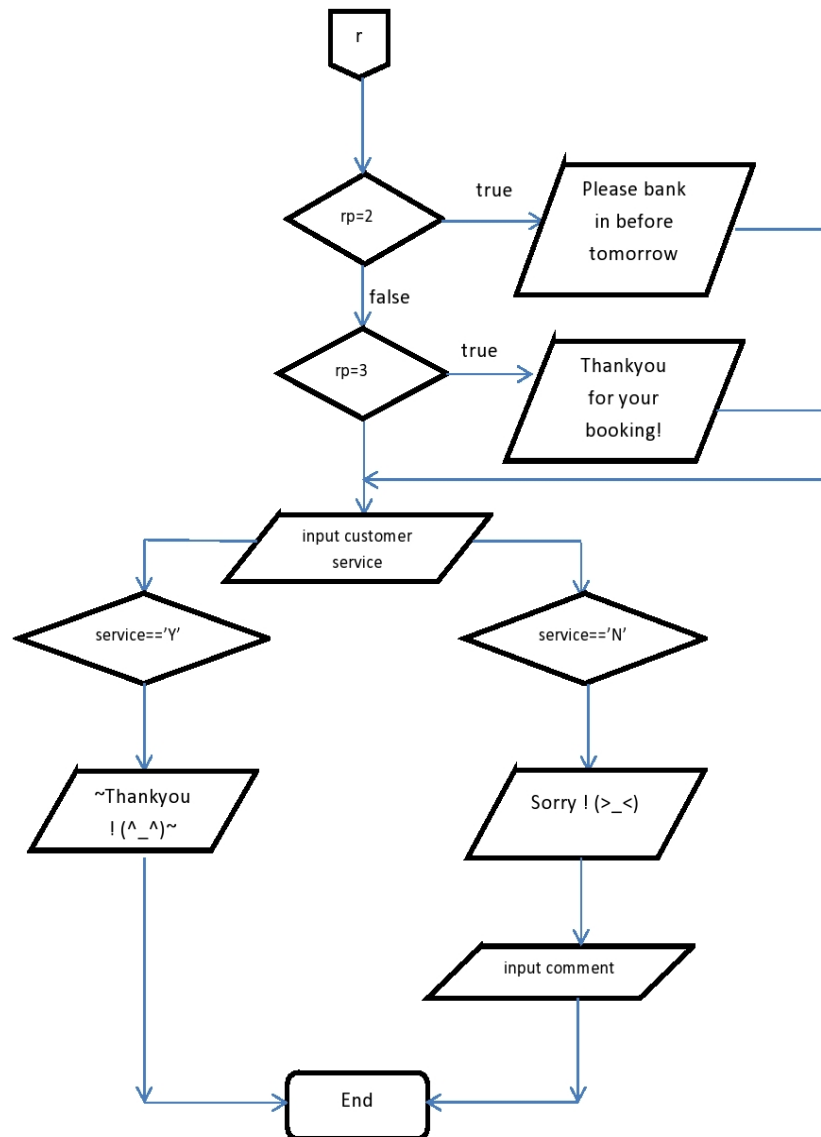 r
rp=2
true
Please bank
in before
tomorrow
false
rp=3
true
Thankyou
for your
booking!
input customer
service
service==’Y’
service==’N’
~Thankyou
! (^_^)~
Sorry ! (>_<)
input comment
End